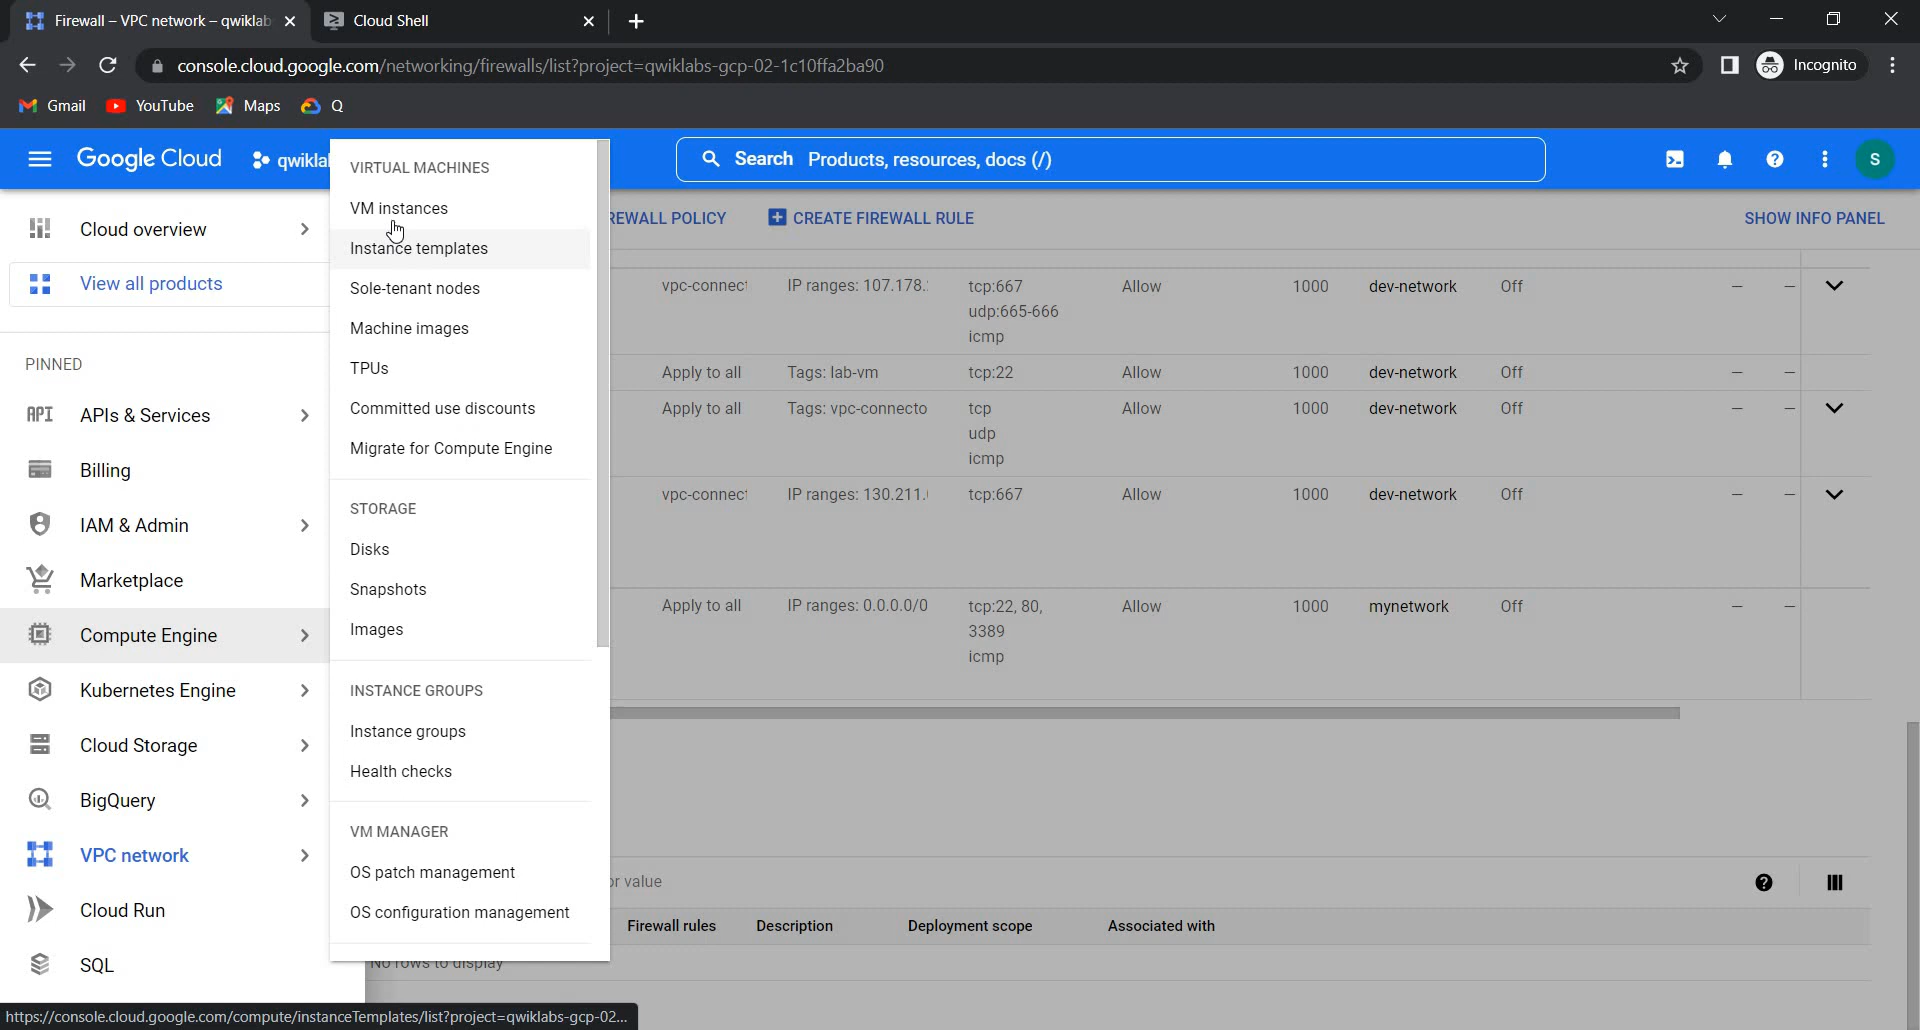 Firewall – VPC network – qwiklab
Cloud Shell
console.cloud.google.com/networking/firewalls/list?project=qwiklabs-gcp-02-1c10ffa2ba90
Incognito
Gmail
YouTube
Maps
Q
Google Cloud
qwiklal
Search Products, resources, docs (/)
S
Cloud overview
View all products
PINNED
API APIs & Services
Billing
IAM & Admin
Marketplace
Compute Engine
Kubernetes Engine
Cloud Storage
BigQuery
VPC network
Cloud Run
SQL
VIRTUAL MACHINES
VM instances
Instance templates
Sole-tenant nodes
Machine images
TPUs
Committed use discounts
Migrate for Compute Engine
STORAGE
Disks
Snapshots
Images
INSTANCE GROUPS
Instance groups
Health checks
VM MANAGER
OS patch management
OS configuration management
REWALL POLICY
CREATE FIREWALL RULE
SHOW INFO PANEL
vpc-connect IP ranges: 107.178. tcp:667 Allow 1000 dev-network Off – –
udp:665-666
icmp
Apply to all Tags: lab-vm tcp:22 Allow 1000 dev-network Off – –
Apply to all Tags: vpc-connecto tcp Allow 1000 dev-network Off – –
udp
icmp
vpc-connect IP ranges: 130.211. tcp:667 Allow 1000 dev-network Off – –
Apply to all IP ranges: 0.0.0.0/0 tcp:22, 80, Allow 1000 mynetwork Off – –
3389
icmp
or value
Firewall rules Description Deployment scope Associated with
No rows to display
https://console.cloud.google.com/compute/instanceTemplates/list?project=qwiklabs-gcp-02...